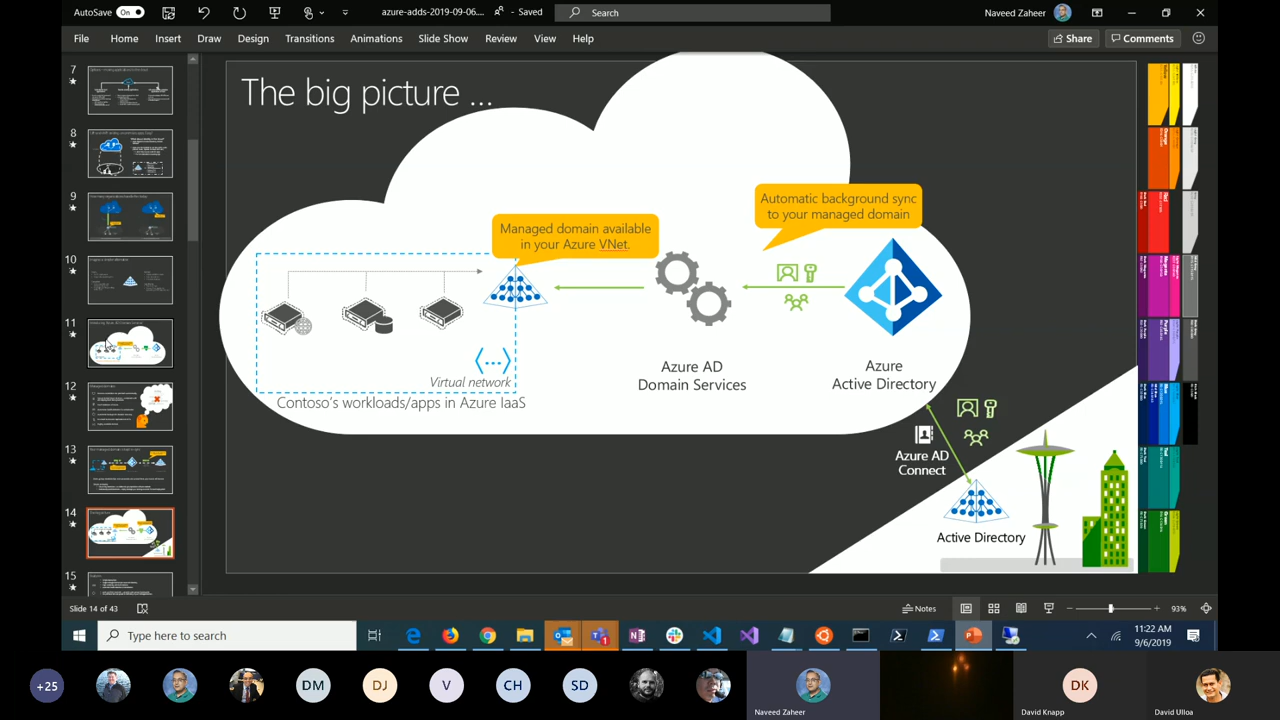 AutoSave
On
azure-adds-2019-09-06....
- Saved
Search
Naveed Zaheer
File
Home
Insert
Draw
Design
Transitions
Animations
Slide Show
Review
View
Help
Share
Comments
7
8
9
10
11
12
13
14
15
The big picture ...
Automatic background sync
to your managed domain
Managed domain available
in your Azure VNet.
Virtual network
Contoso's workloads/apps in Azure IaaS
Azure AD
Domain Services
Azure
Active Directory
Azure AD
Connect
Active Directory
Slide 14 of 43
Notes
93%
Type here to search
11:22 AM
9/6/2019
+25
DM
DJ
V
CH
SD
Naveed Zaheer
DK
David Knapp
David Ulloa